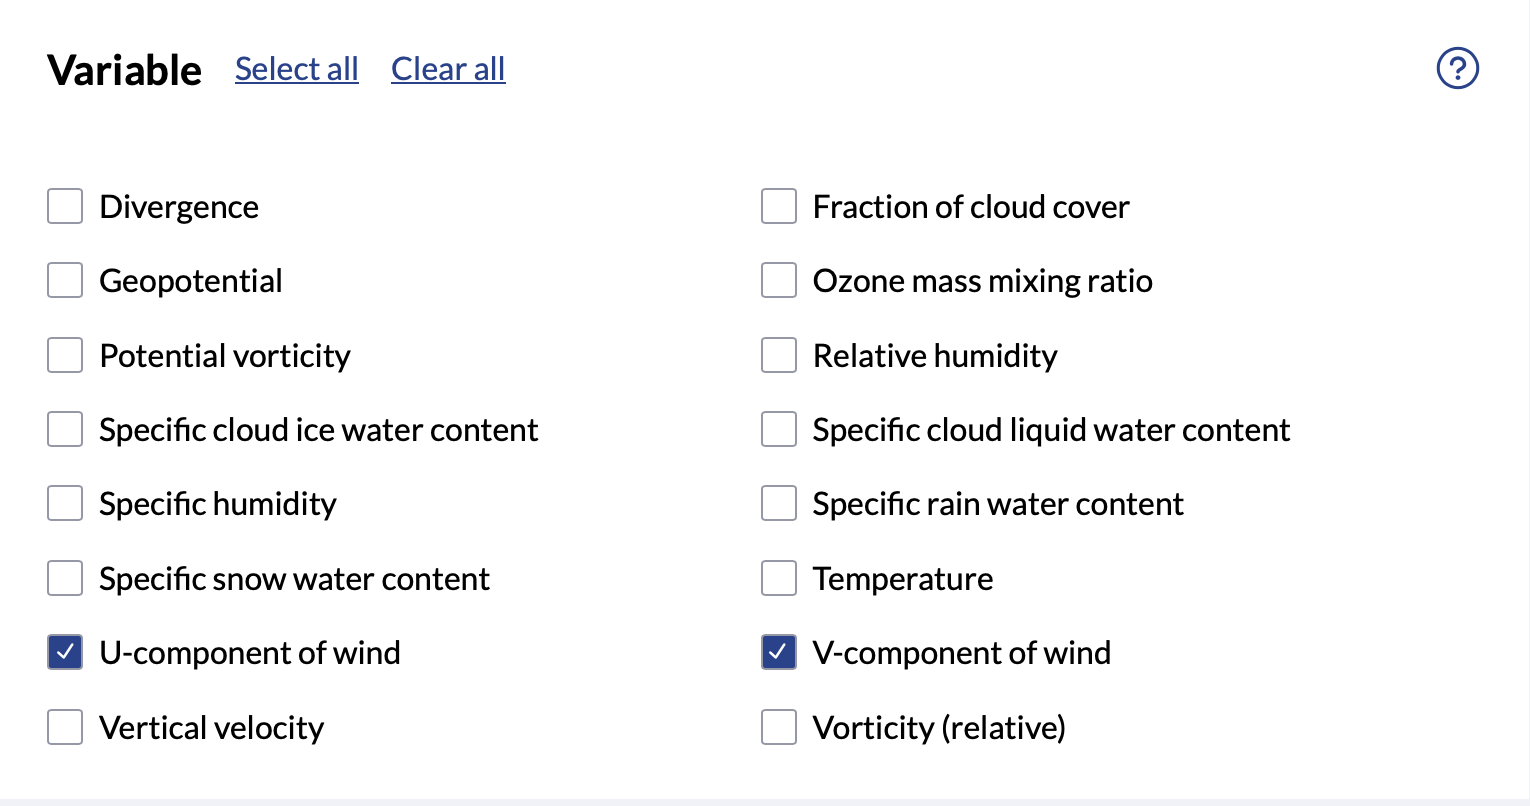 Variable Select all Clear all ?
Divergence Fraction of cloud cover
Geopotential Ozone mass mixing ratio
Potential vorticity Relative humidity
Specific cloud ice water content Specific cloud liquid water content
Specific humidity Specific rain water content
Specific snow water content Temperature
U-component of wind V-component of wind
Vertical velocity Vorticity (relative)